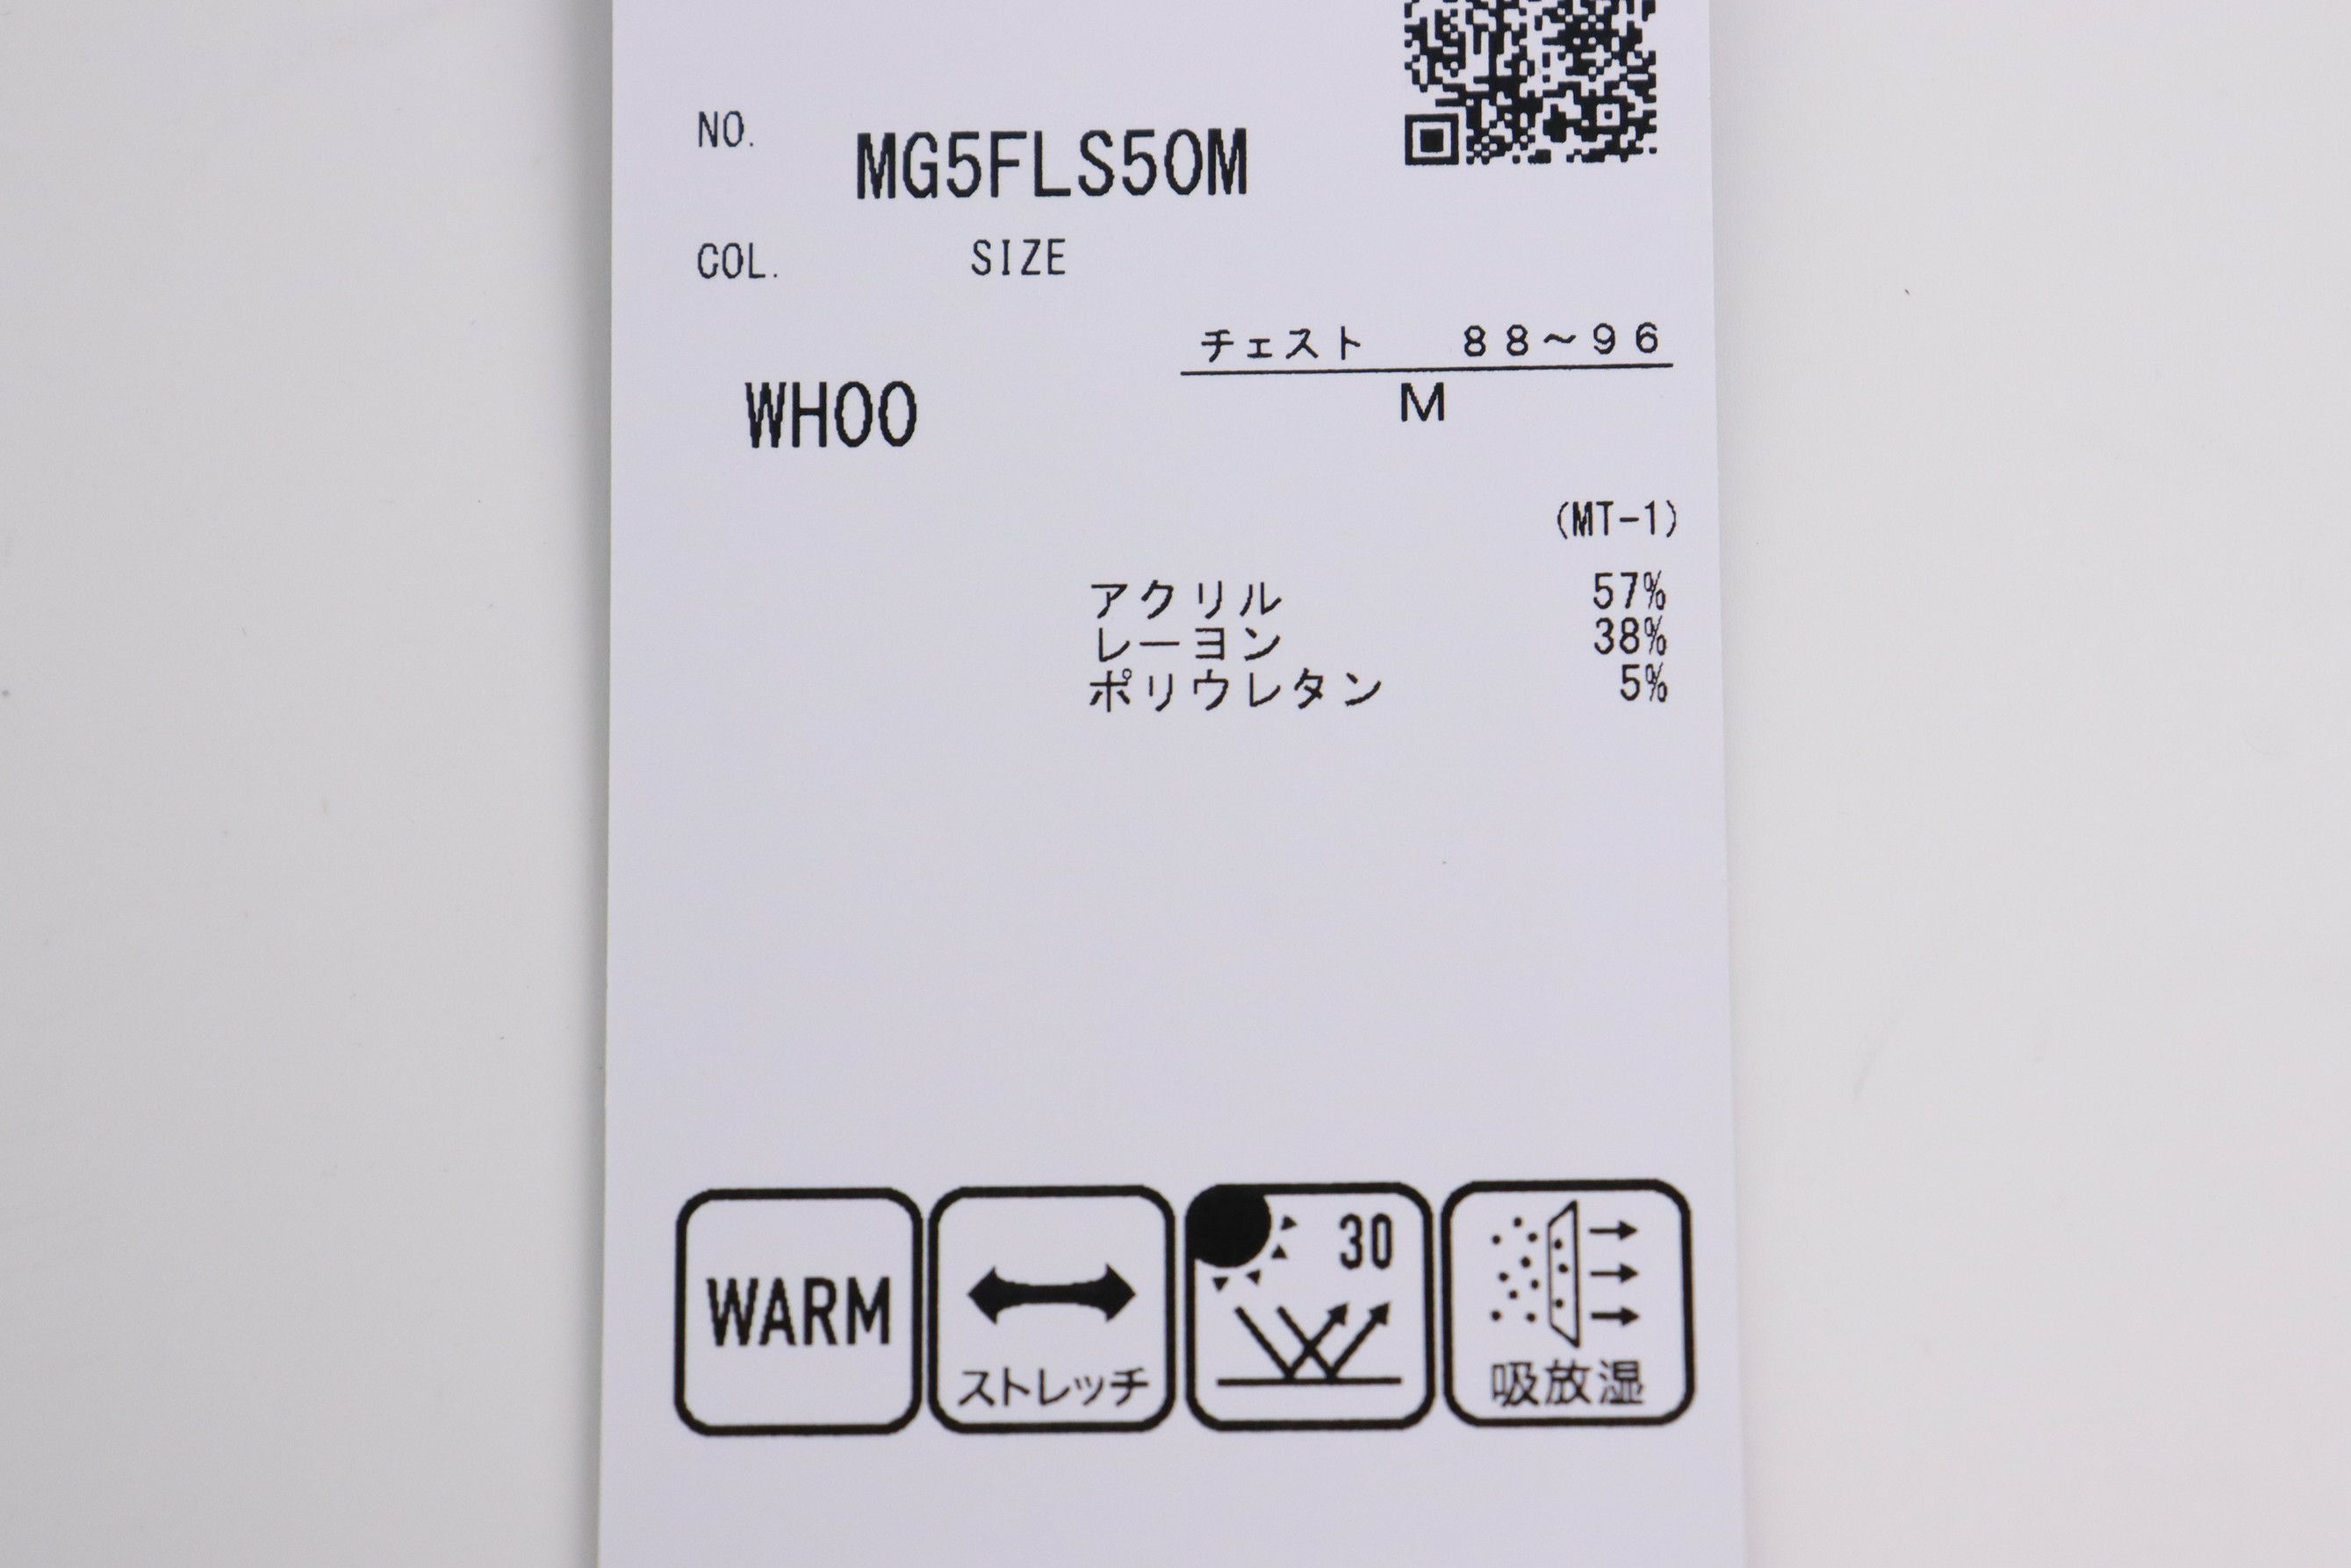 NO.
MG5FLS50M
COL.
SIZE
チェスト 88～96
WH00
M
(MT-1)
アクリル 57%
レーヨン 38%
ポリウレタン 5%
WARM
ストレッチ
30
吸放湿